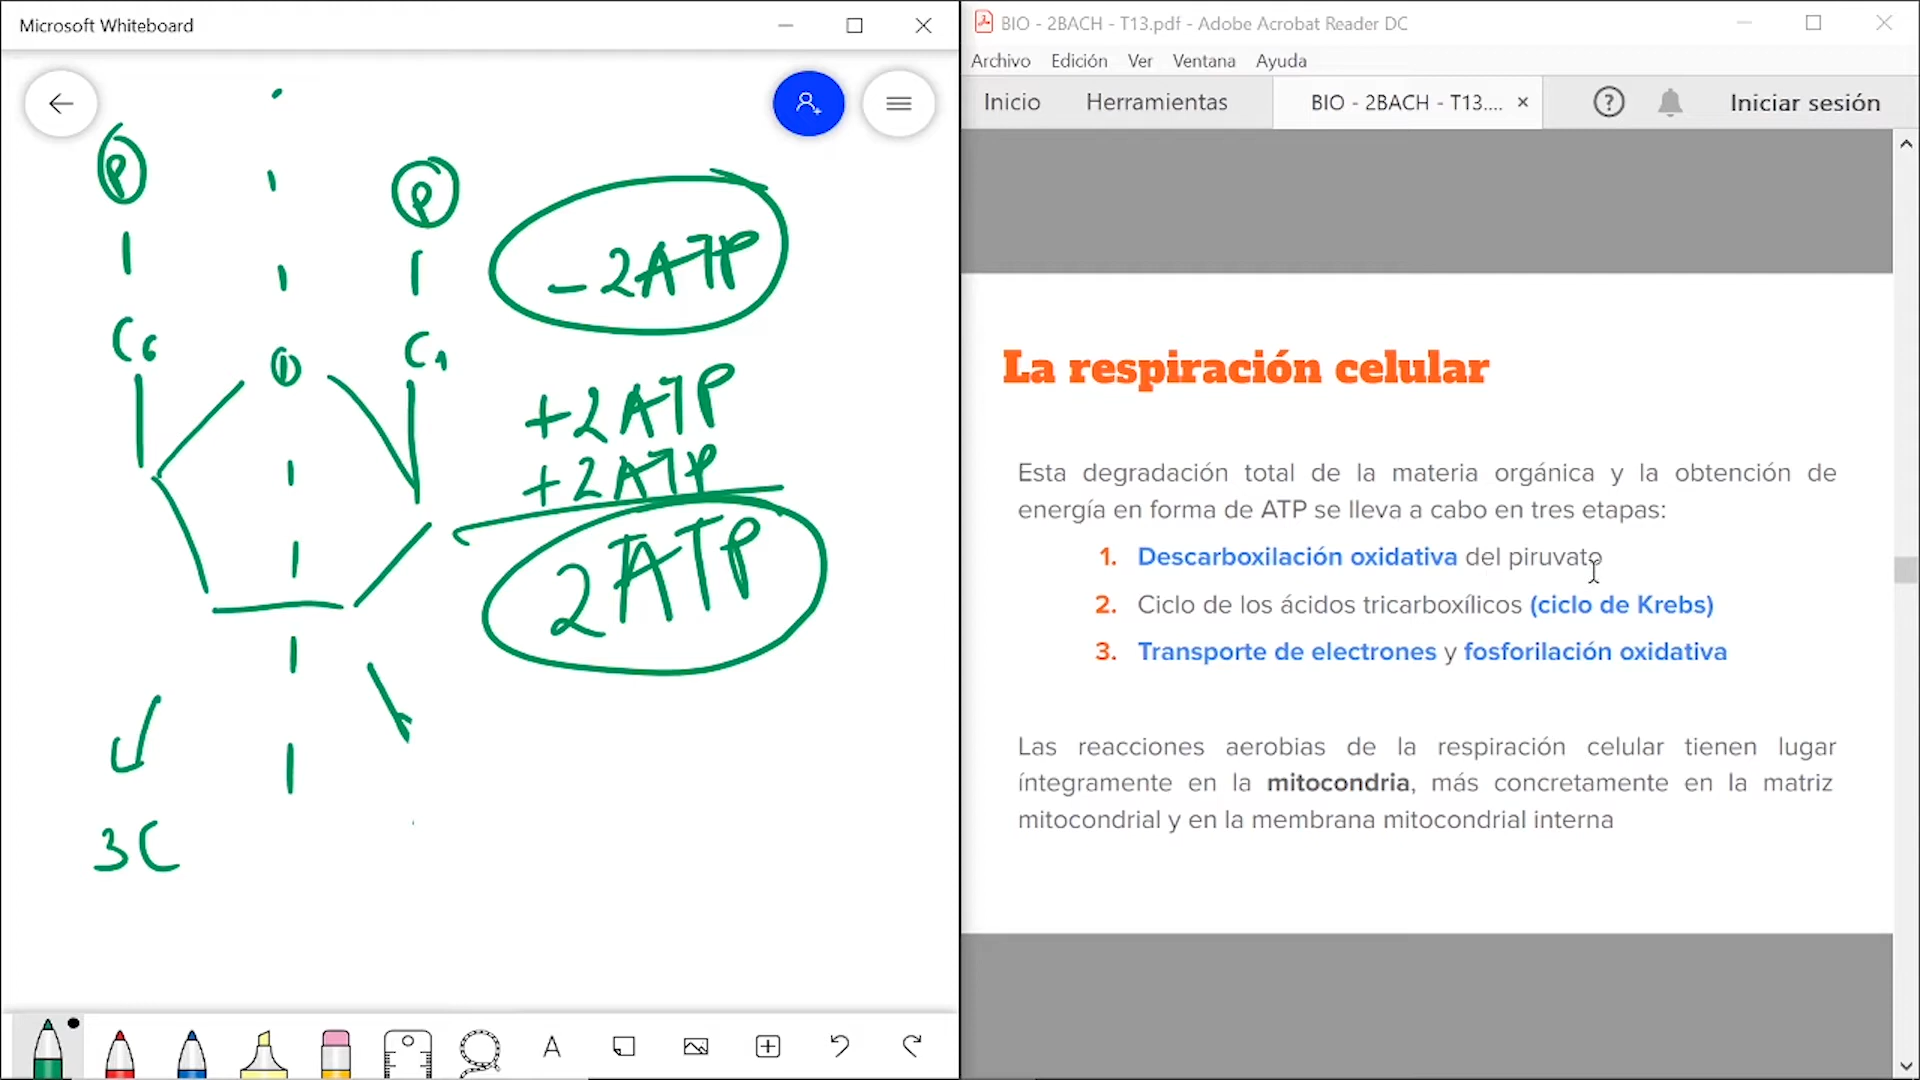 Microsoft Whiteboard
P
P
C6
O
C1
- 2ATP
+2ATP
+2ATP
2ATP
3C
A
BIO - 2BACH - T13.pdf - Adobe Acrobat Reader DC
Archivo Edición Ver Ventana Ayuda
Inicio Herramientas BIO - 2BACH - T13.... × ? Iniciar sesión
La respiración celular
Esta degradación total de la materia orgánica y la obtención de
energía en forma de ATP se lleva a cabo en tres etapas:
1. Descarboxilación oxidativa del piruvato
2. Ciclo de los ácidos tricarboxílicos (ciclo de Krebs)
3. Transporte de electrones y fosforilación oxidativa
Las reacciones aerobias de la respiración celular tienen lugar
íntegramente en la mitocondria, más concretamente en la matriz
mitocondrial y en la membrana mitocondrial interna